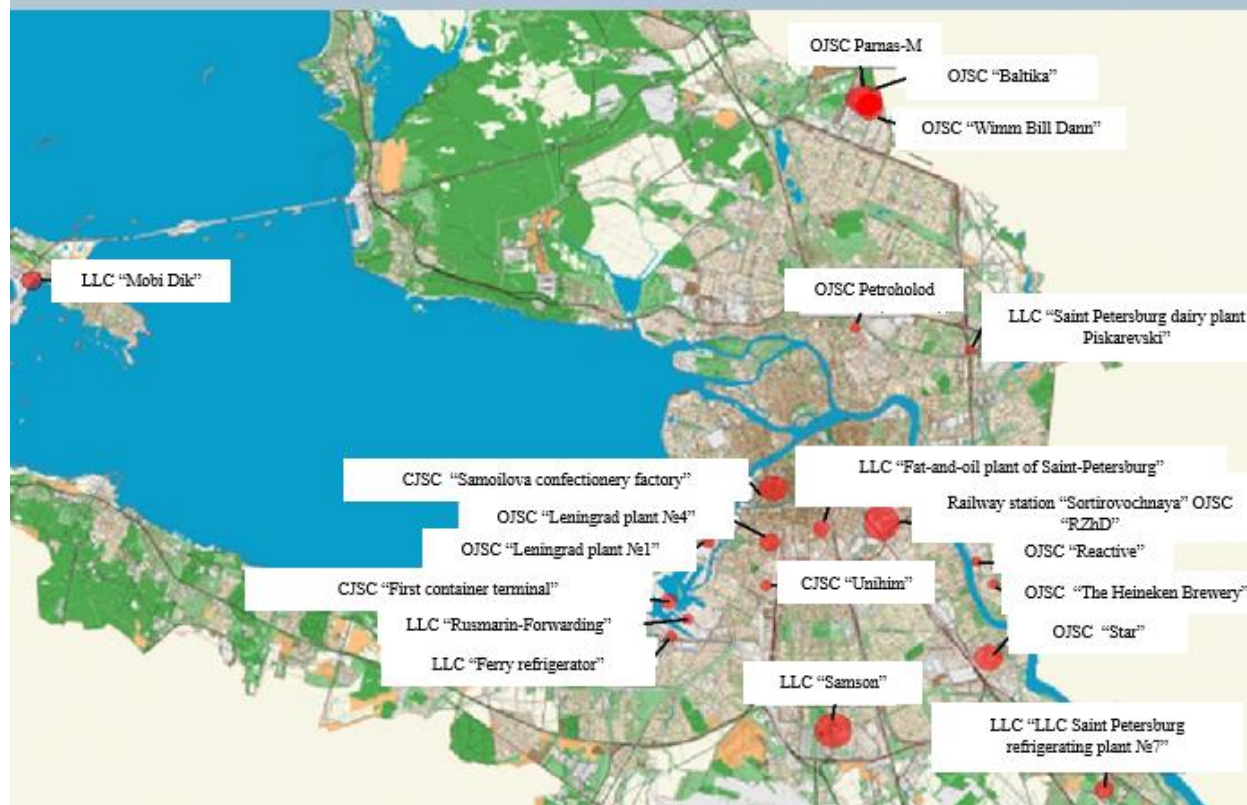 OJSC Parnas-M
OJSC “Baltika”
OJSC “Wimm Bill Dann”
LLC “Mobi Dik”
OJSC Petroholod
LLC “Saint Petersburg dairy plant
Piskarevski”
CJSC “Samoilova confectionery factory”
LLC “Fat-and-oil plant of Saint-Petersburg”
OJSC “Leningrad plant №4”
Railway station “Sortirovochnaya” OJSC
“RZhD”
OJSC “Leningrad plant №1”
OJSC “Reactive”
CJSC “First container terminal”
CJSC “Unihim”
OJSC “The Heineken Brewery”
LLC “Rusmarin-Forwarding”
OJSC “Star”
LLC “Ferry refrigerator”
LLC “Samson”
LLC “LLC Saint Petersburg
refrigerating plant №7”